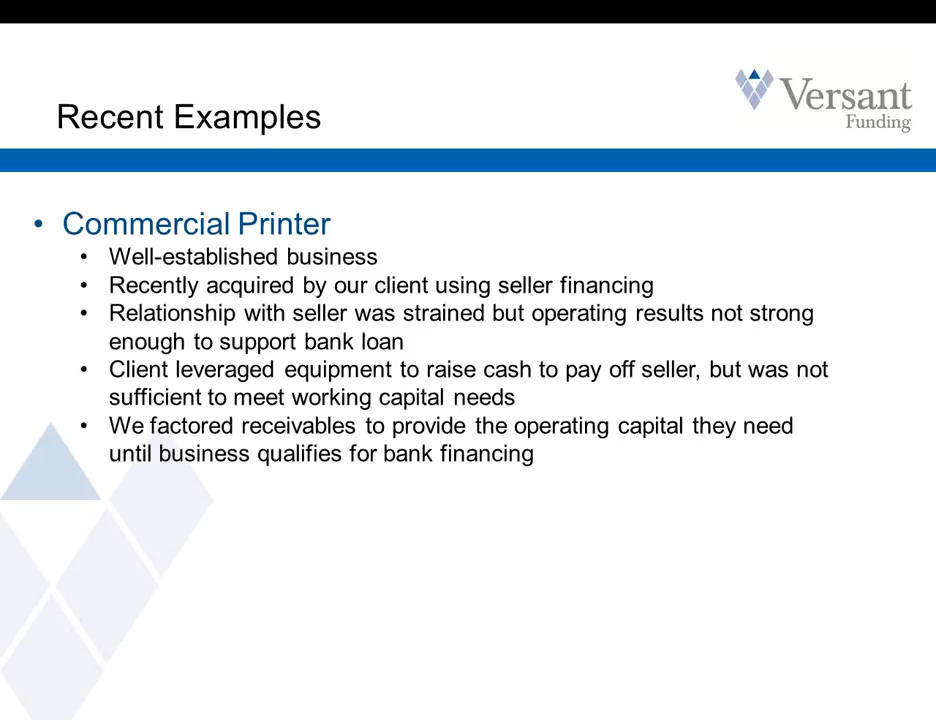 Recent Examples
Versant
Funding
• Commercial Printer
• Well-established business
• Recently acquired by our client using seller financing
• Relationship with seller was strained but operating results not strong
enough to support bank loan
• Client leveraged equipment to raise cash to pay off seller, but was not
sufficient to meet working capital needs
• We factored receivables to provide the operating capital they need
until business qualifies for bank financing